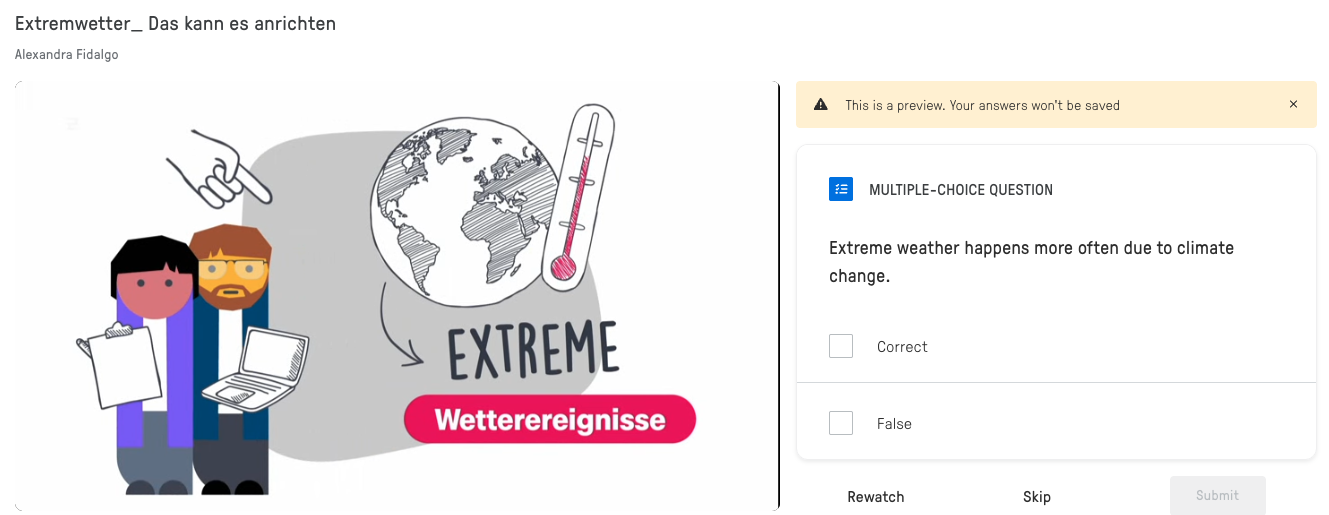 Extremwetter_ Das kann es anrichten
Alexandra Fidalgo
EXTREME
Wetterereignisse
This is a preview. Your answers won't be saved
MULTIPLE-CHOICE QUESTION
Extreme weather happens more often due to climate
change.
Correct
False
Rewatch
Skip
Submit